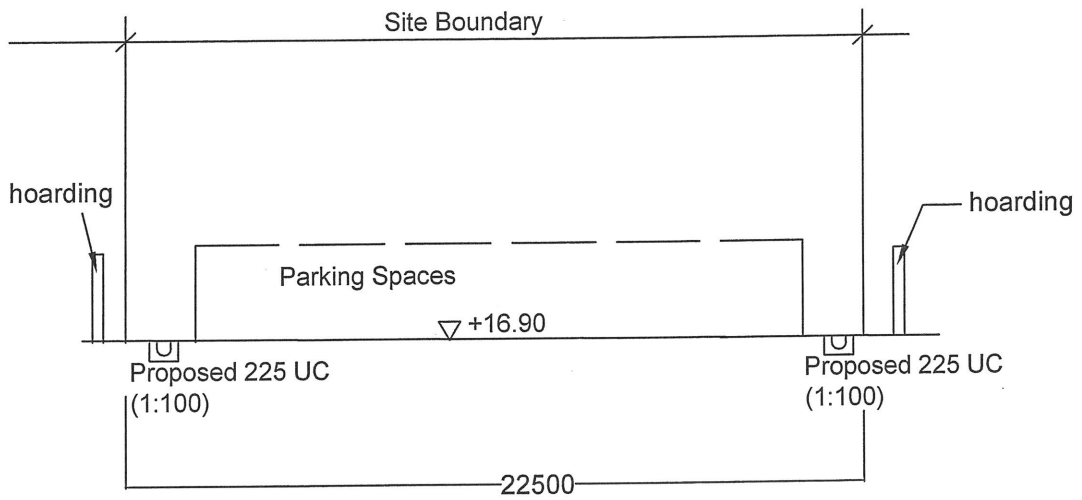 Site Boundary
hoarding
hoarding
Parking Spaces
+16.90
Proposed 225 UC
(1:100)
Proposed 225 UC
(1:100)
22500